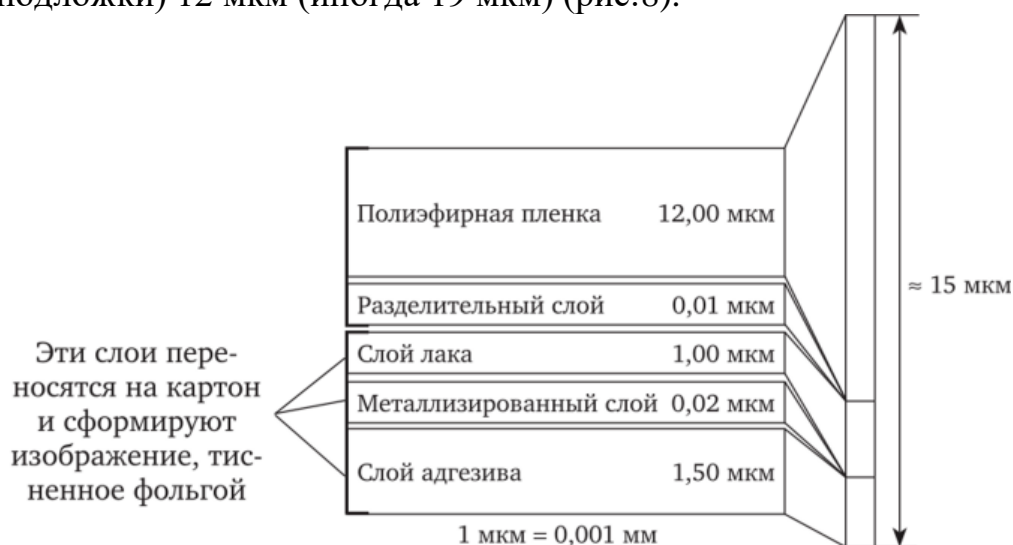 подложки) 12 мкм (иногда 19 мкм) (рис.8).
Полиэфирная пленка 12,00 мкм
≈ 15 мкм
Разделительный слой 0,01 мкм
Эти слои пере-
носятся на картон
и сформируют
изображение, тис-
ненное фольгой
Слой лака 1,00 мкм
Металлизированный слой 0,02 мкм
Слой адгезива 1,50 мкм
1 мкм = 0,001 мм